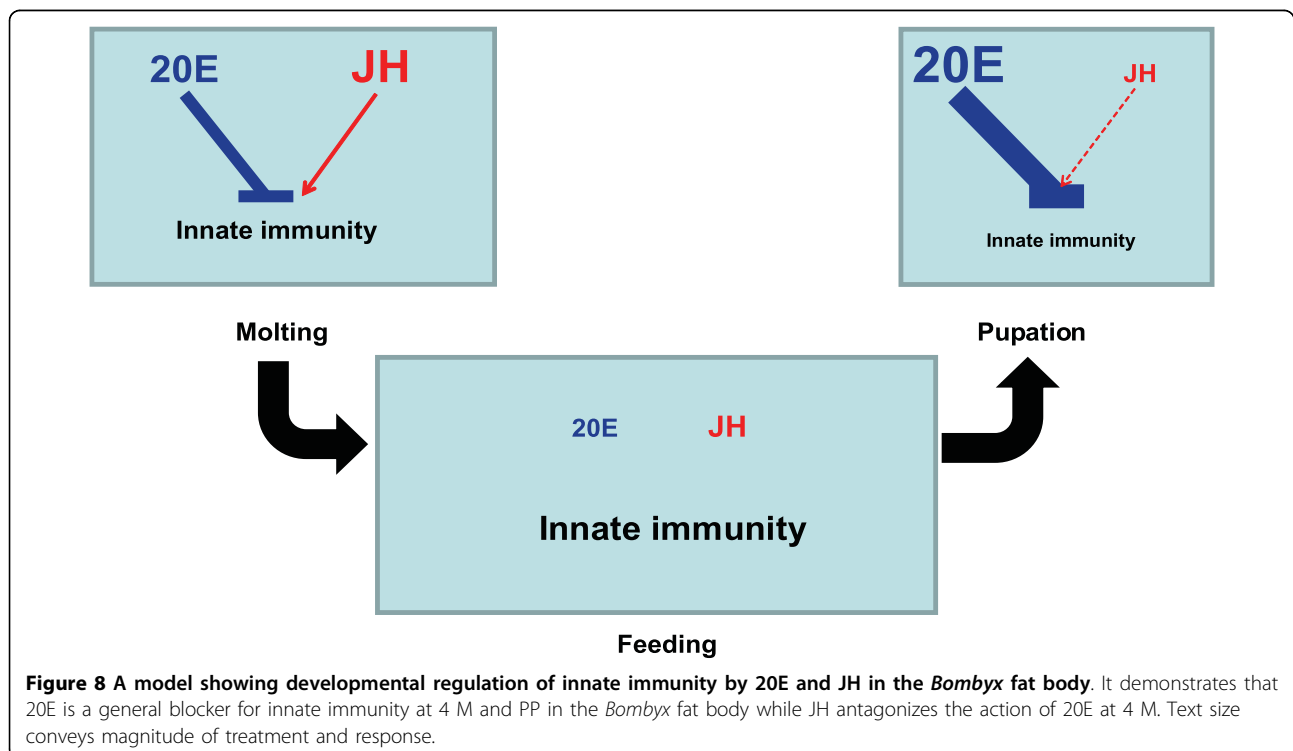 20E JH
Innate immunity
Molting
20E JH
Innate immunity
Pupation
20E JH
Innate immunity
Feeding
Figure 8 A model showing developmental regulation of innate immunity by 20E and JH in the Bombyx fat body. It demonstrates that
20E is a general blocker for innate immunity at 4 M and PP in the Bombyx fat body while JH antagonizes the action of 20E at 4 M. Text size
conveys magnitude of treatment and response.